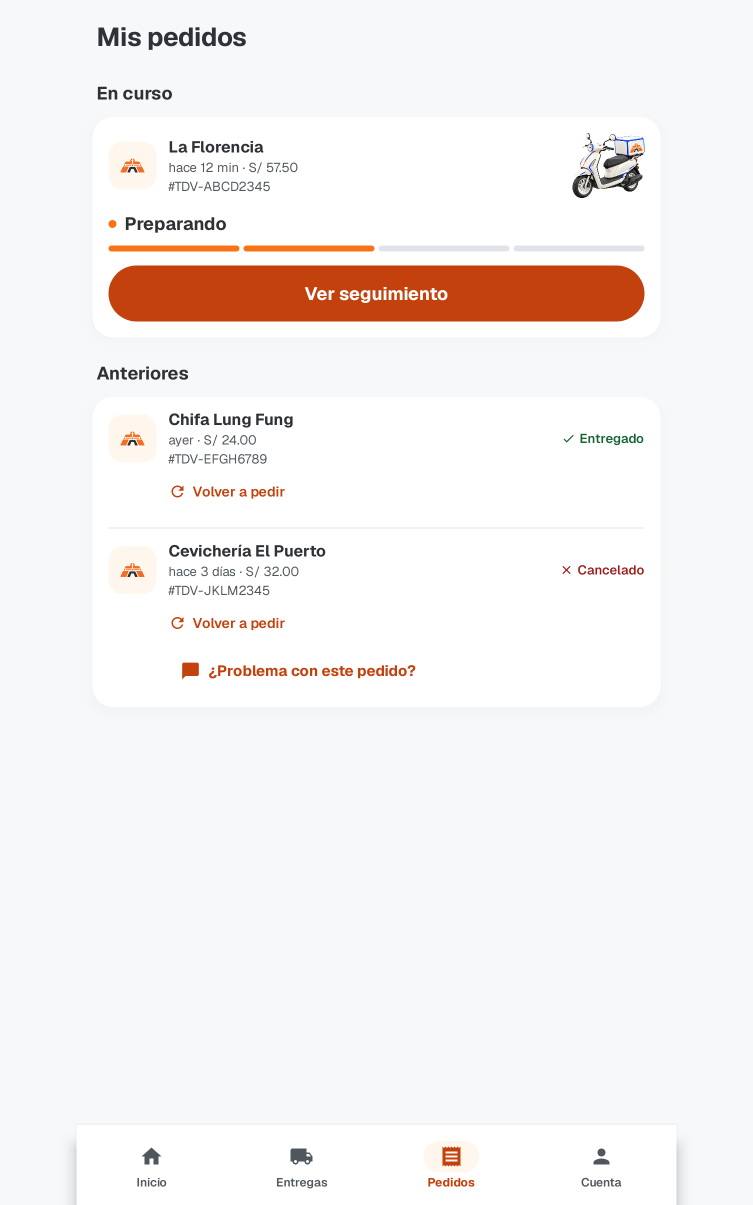 Mis pedidos
En curso
La Florencia
hace 12 min · S/ 57.50
#TDV-ABCD2345
Preparando
Ver seguimiento
Anteriores
Chifa Lung Fung
ayer · S/ 24.00
#TDV-EFGH6789
Entregado
Volver a pedir
Cevichería El Puerto
hace 3 días · S/ 32.00
#TDV-JKLM2345
Cancelado
Volver a pedir
¿Problema con este pedido?
Inicio
Entregas
Pedidos
Cuenta